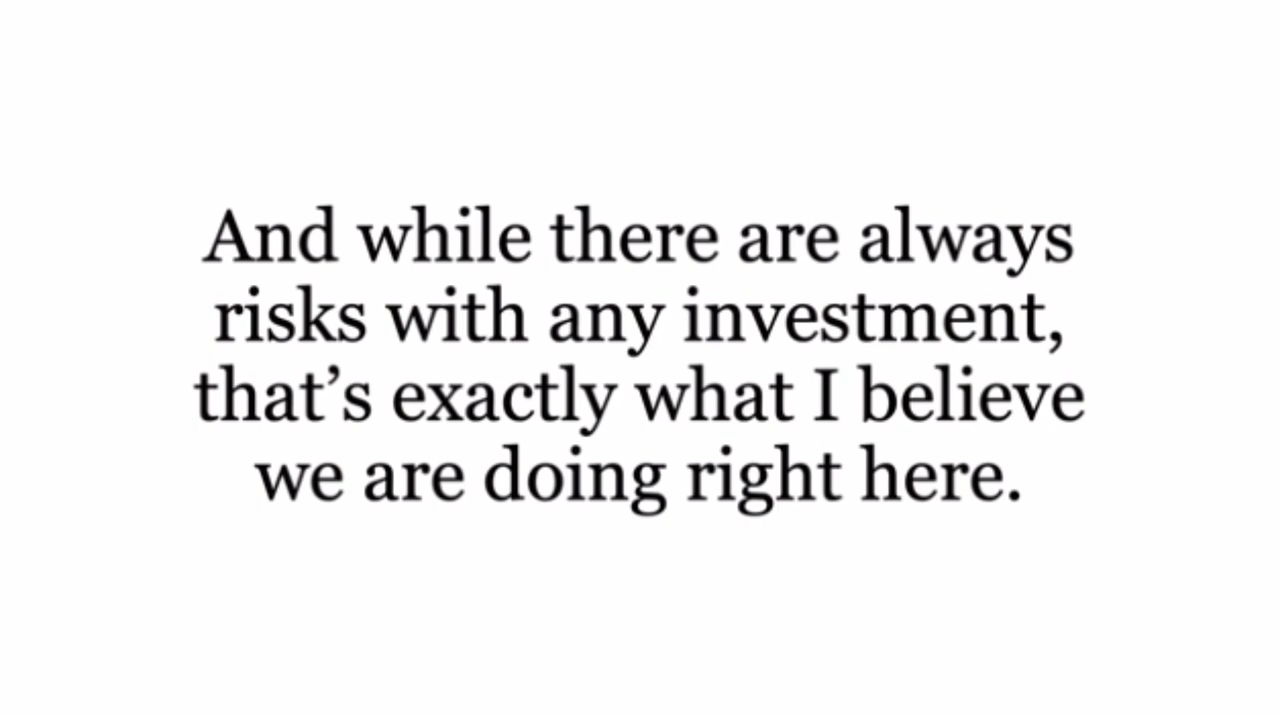 And while there are always
risks with any investment,
that’s exactly what I believe
we are doing right here.